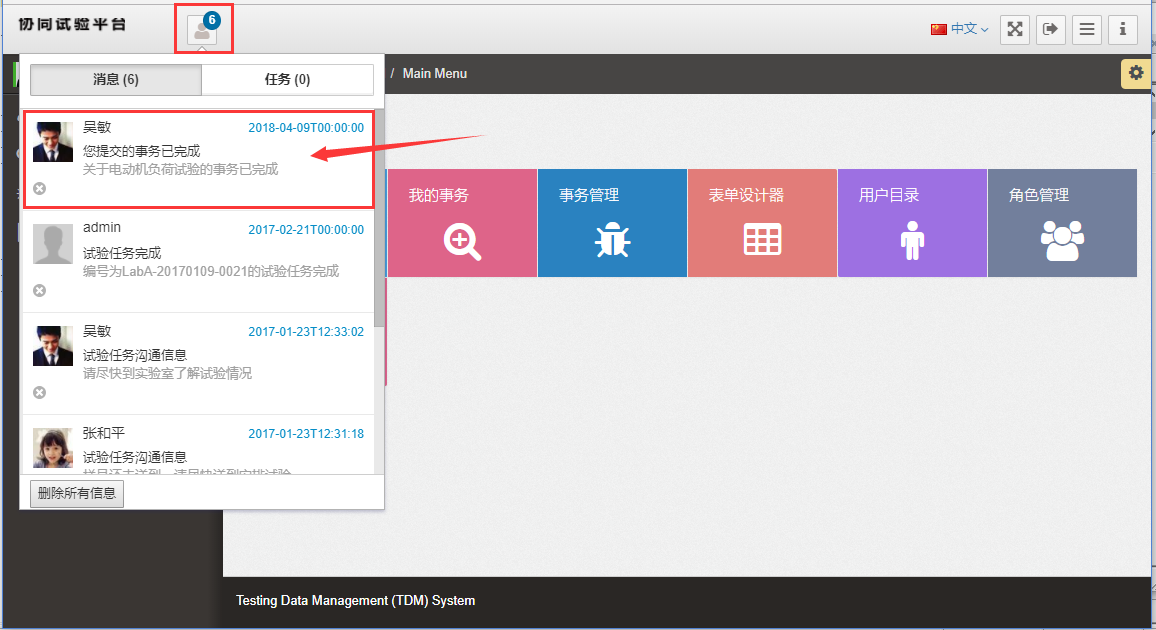 协同试验平台
6
中文
消息 (6)
任务 (0)
/ Main Menu
吴敏
2018-04-09T00:00:00
您提交的事务已完成
关于电动机负荷试验的事务已完成
admin
2017-02-21T00:00:00
试验任务完成
编号为LabA-20170109-0021的试验任务完成
吴敏
2017-01-23T12:33:02
试验任务沟通信息
请尽快到实验室了解试验情况
张和平
2017-01-23T12:31:18
试验任务沟通信息
删除所有信息
我的事务
事务管理
表单设计器
用户目录
角色管理
Testing Data Management (TDM) System